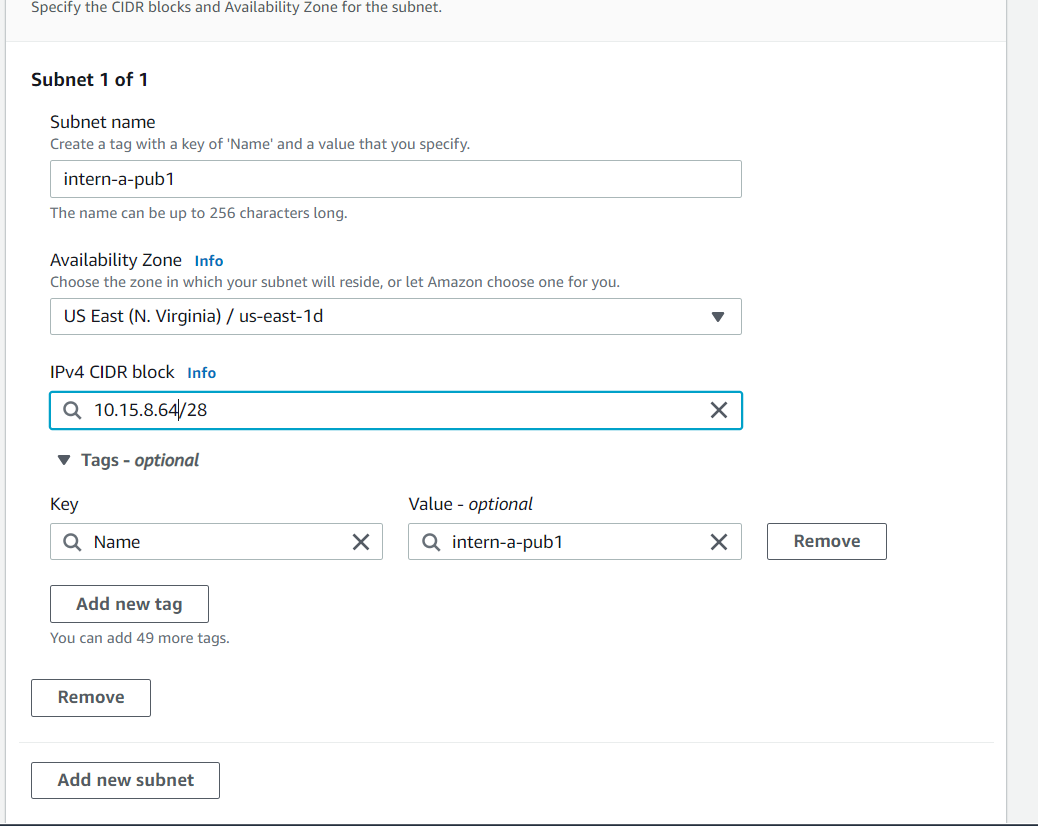 Specify the CIDR blocks and Availability Zone for the subnet.
Subnet 1 of 1
Subnet name
Create a tag with a key of 'Name' and a value that you specify.
intern-a-pub1
The name can be up to 256 characters long.
Availability Zone Info
Choose the zone in which your subnet will reside, or let Amazon choose one for you.
US East (N. Virginia) / us-east-1d
IPv4 CIDR block Info
10.15.8.64/28
Tags - optional
Key Value - optional
Name intern-a-pub1 Remove
Add new tag
You can add 49 more tags.
Remove
Add new subnet